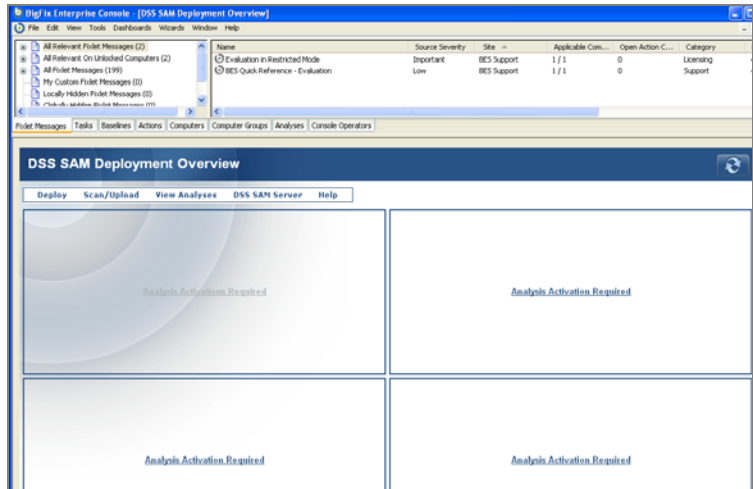 BigFix Enterprise Console - [DSS SAM Deployment Overview]
File Edit View Tools Dashboards Wizards Window Help
All Relevant Fixlet Messages (2)
All Relevant On Unlocked Computers (2)
All Fixlet Messages (199)
My Custom Fixlet Messages (0)
Locally Hidden Fixlet Messages (0)
Globally Hidden Fixlet Messages (0)
Name Source Severity Site Applicable Com... Open Action C... Category
Evaluation in Restricted Mode Important BES Support 1 / 1 0 Licensing
BES Quick Reference - Evaluation Low BES Support 1 / 1 0 Support
Fixlet Messages Tasks Baselines Actions Computers Computer Groups Analyses Console Operators
DSS SAM Deployment Overview
Deploy Scan/Upload View Analyses DSS SAM Server Help
Analysis Activations Required
Analysis Activation Required
Analysis Activation Required
Analysis Activation Required